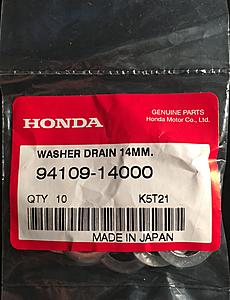 GENUINE PARTS
HONDA
Honda Motor Co., Ltd.
WASHER DRAIN 14MM.
94109-14000
QTY 10 K5T21
MADE IN JAPAN